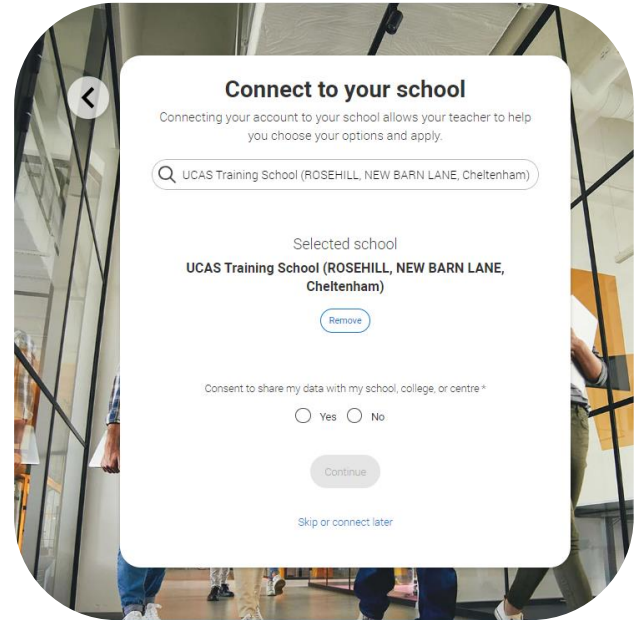 Connect to your school
Connecting your account to your school allows your teacher to help
you choose your options and apply.
UCAS Training School (ROSEHILL, NEW BARN LANE, Cheltenham)
Selected school
UCAS Training School (ROSEHILL, NEW BARN LANE,
Cheltenham)
Remove
Consent to share my data with my school, college, or centre *
Yes No
Continue
Skip or connect later